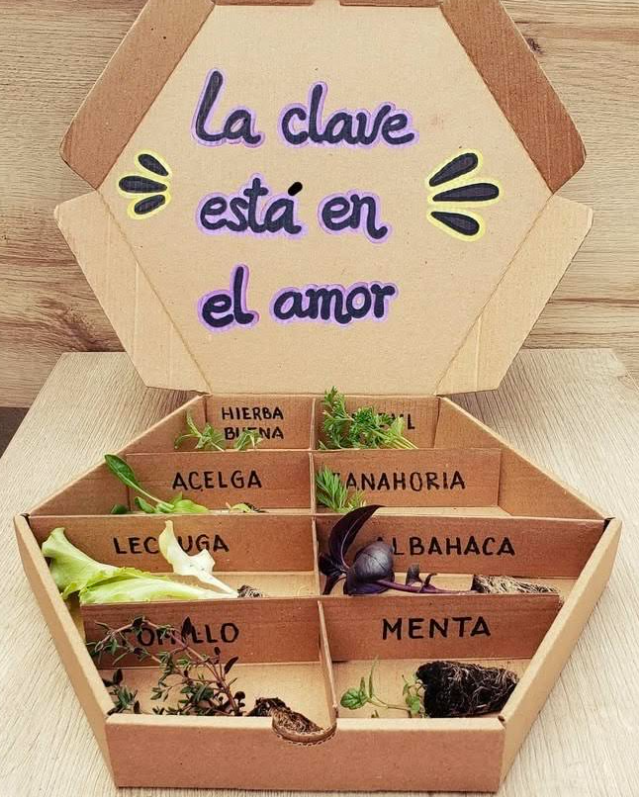 La clave
está en
el amor
HIERBA
BUENA
ACELGA
ZANAHORIA
LECHUGA
ALBAHACA
TOMILLO
MENTA